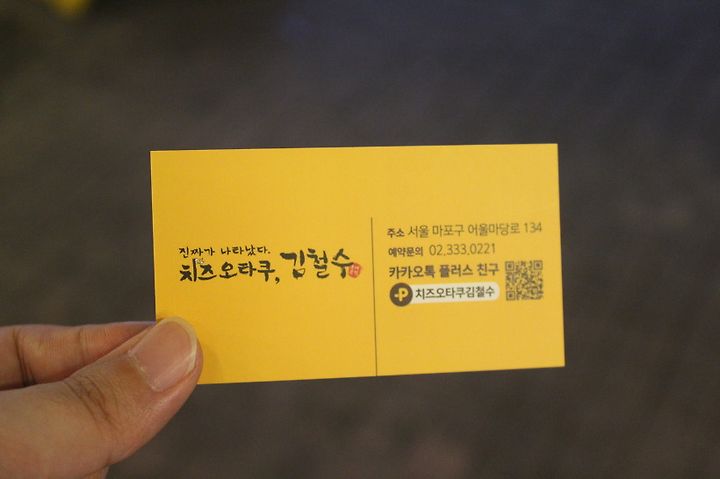 진짜가 나타났다.
치즈오타쿠, 김철수
주소 서울 마포구 어울마당로 134
예약문의 02.333.0221
카카오톡 플러스 친구
P 치즈오타쿠김철수